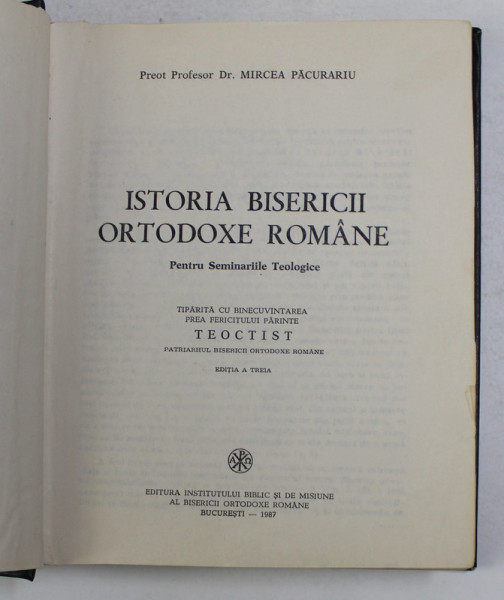 Preot Profesor Dr. MIRCEA PĂCURARIU
ISTORIA BISERICII
ORTODOXE ROMÂNE
Pentru Seminariile Teologice
TIPĂRITĂ CU BINECUVINTAREA
PREA FERICITULUI PĂRINTE
TEOCTIST
PATRIARHUL BISERICII ORTODOXE ROMÂNE
EDIȚIA A TREIA
EDITURA INSTITUTULUI BIBLIC ȘI DE MISIUNE
AL BISERICII ORTODOXE ROMÂNE
BUCUREȘTI — 1987